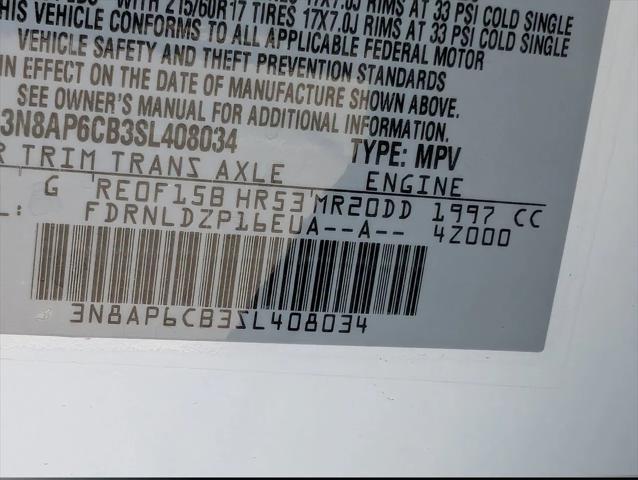 WITH 215/60R17 TIRES 17X7.0J RIMS AT 33 PSI COLD SINGLE
THIS VEHICLE CONFORMS TO ALL APPLICABLE FEDERAL MOTOR
VEHICLE SAFETY AND THEFT PREVENTION STANDARDS
IN EFFECT ON THE DATE OF MANUFACTURE SHOWN ABOVE.
SEE OWNER'S MANUAL FOR ADDITIONAL INFORMATION.
3N8AP6CB3SL408034 TYPE: MPV
R TRIM TRANS AXLE ENGINE
G RE0F15B HR53 MR20DD 1997 CC
L: FDRNLDZP16EUA--A-- 4Z000
3N8AP6CB3SL408034